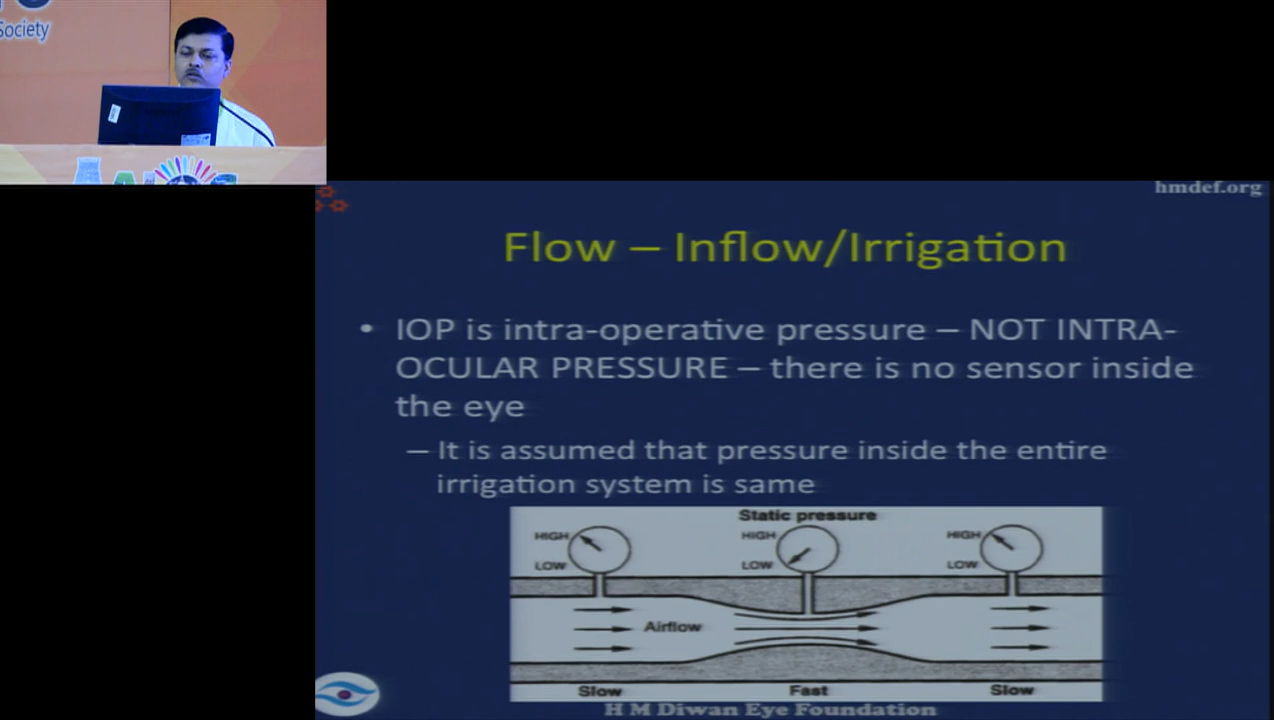 Society
hmdef.org
Flow – Inflow/Irrigation
• IOP is intra-operative pressure – NOT INTRA-
OCULAR PRESSURE – there is no sensor inside
the eye
– It is assumed that pressure inside the entire
irrigation system is same
Static pressure
HIGH HIGH HIGH
LOW LOW LOW
Airflow
Slow Fast Slow
H M Diwan Eye Foundation